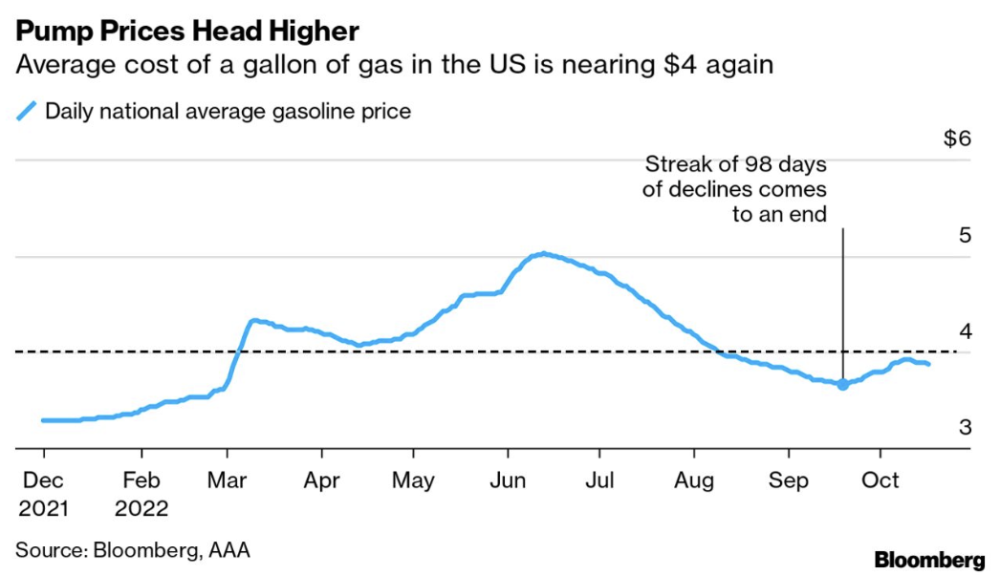 Pump Prices Head Higher
Average cost of a gallon of gas in the US is nearing $4 again
Daily national average gasoline price
$6
Streak of 98 days
of declines comes
to an end
5
4
3
Dec Feb Mar Apr May Jun Jul Aug Sep Oct
2021 2022
Source: Bloomberg, AAA
Bloomberg